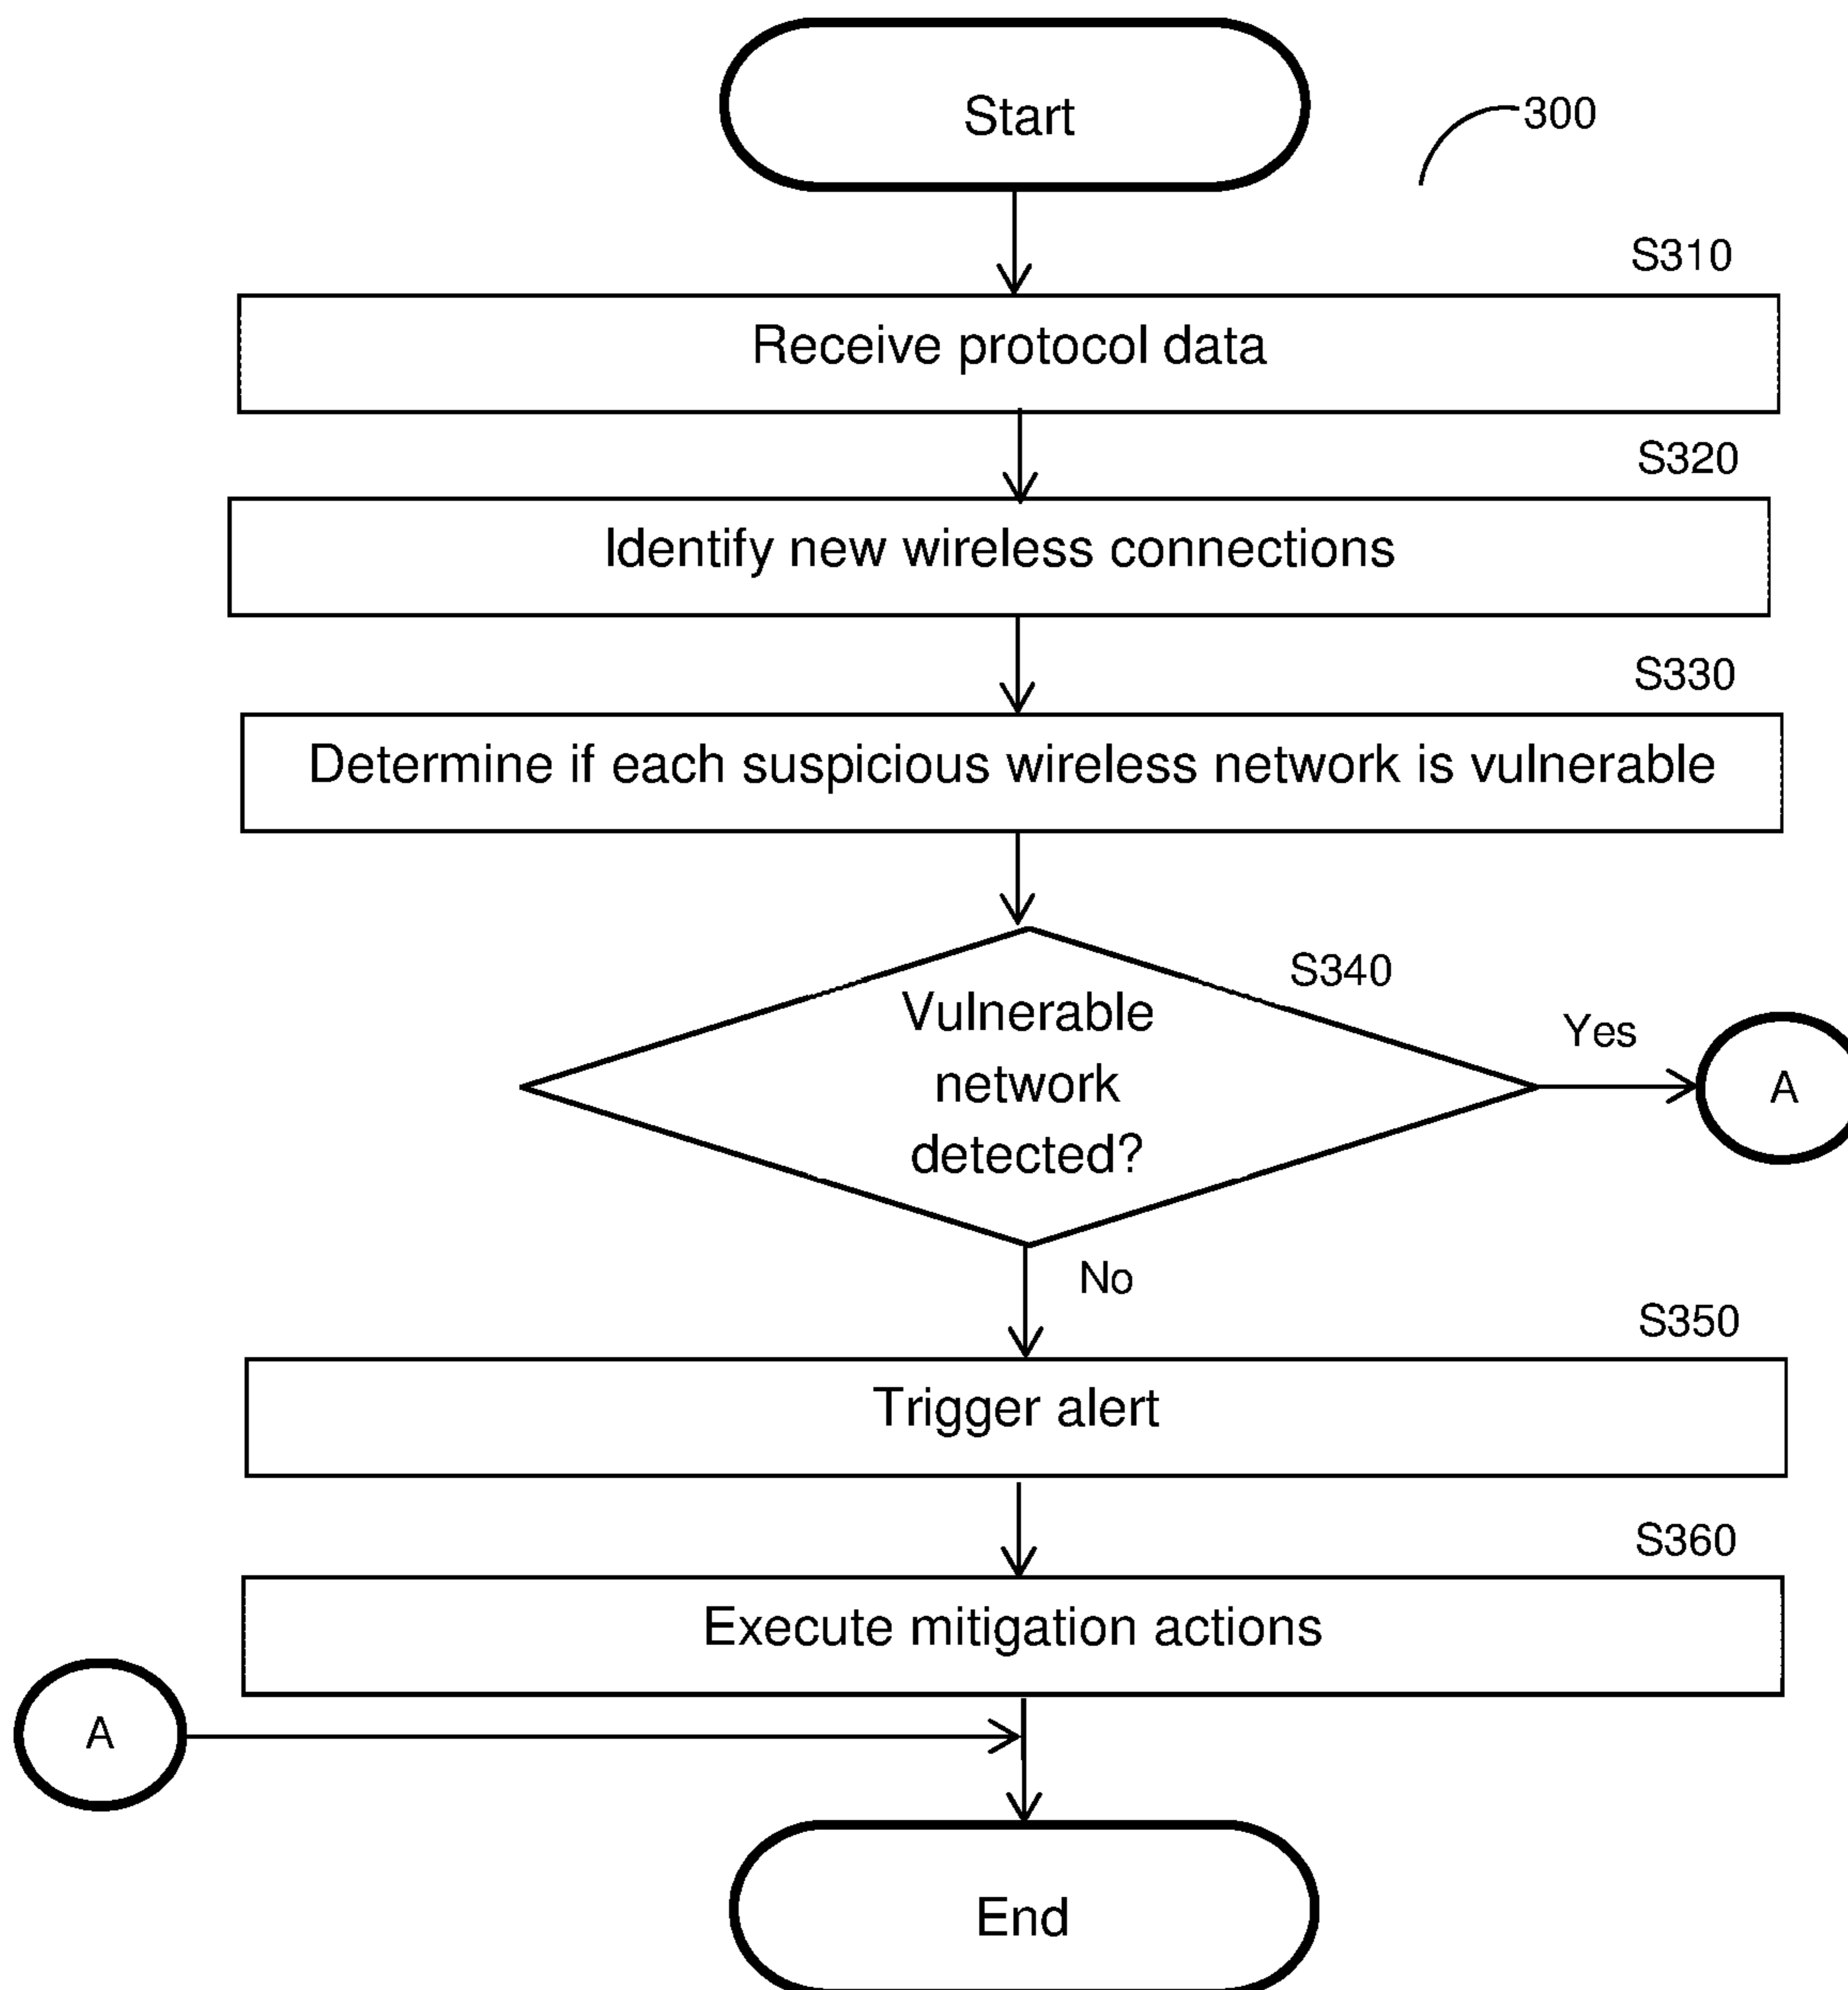 Start
300
S310
Receive protocol data
S320
Identify new wireless connections
S330
Determine if each suspicious wireless network is vulnerable
S340
Vulnerable
network
detected?
Yes
A
No
S350
Trigger alert
S360
Execute mitigation actions
A
End